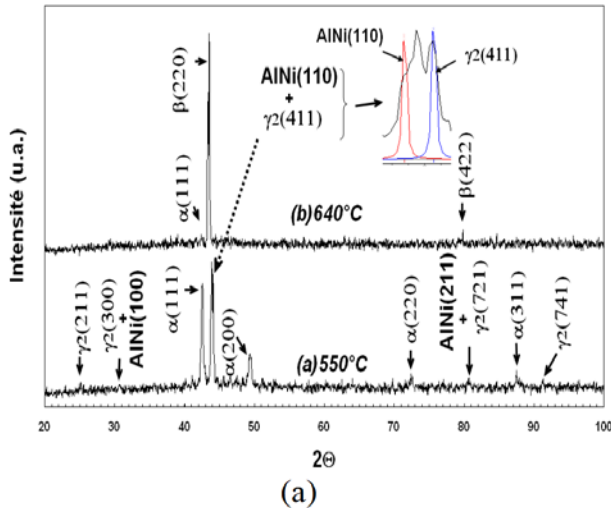 (a)
AlNi(110)
γ2(411)
β(220)
AlNi(110)
+
γ2(411)
α(111)
β(422)
(b)640°C
Intensité (u.a.)
γ2(211)
γ2(300)
+
AlNi(100)
α(111)
α(200)
α(220)
AlNi(211)
+
γ2(721)
α(311)
γ2(741)
(a)550°C
20 30 40 50 60 70 80 90 100
2Θ
(a)